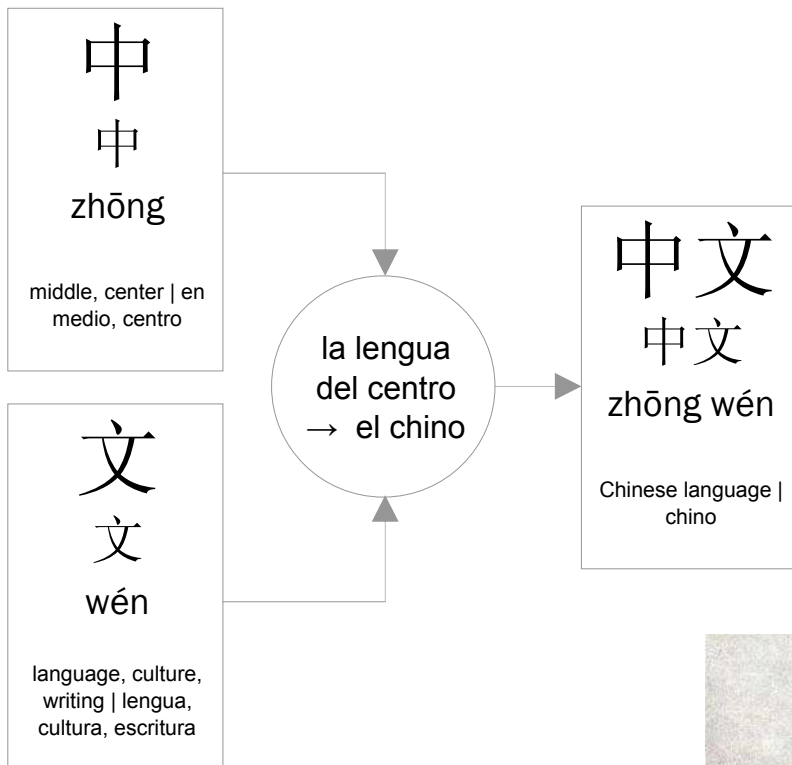 中
中
zhōng
middle, center | en
medio, centro
文
文
wén
language, culture,
writing | lengua,
cultura, escritura
la lengua
del centro
→ el chino
中文
中文
zhōng wén
Chinese language |
chino